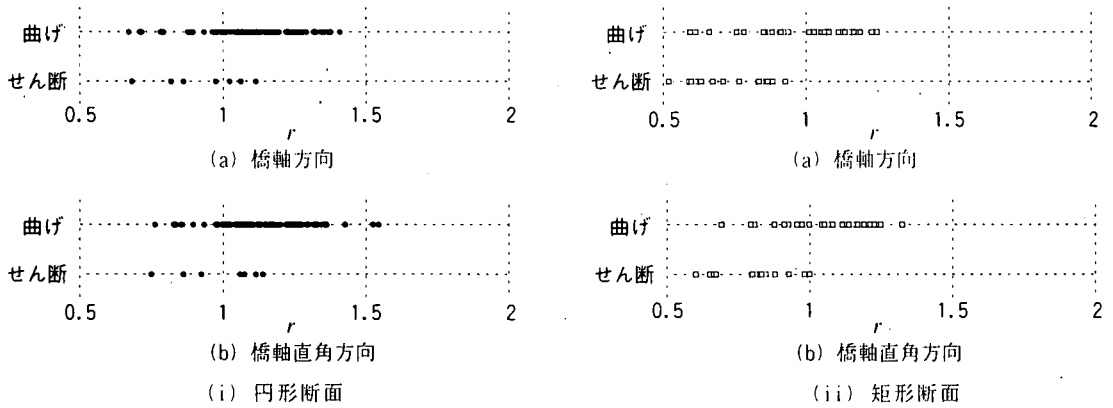 曲げ
せん断
0.5 1 1.5 2
r
(a) 橋軸方向
曲げ
せん断
0.5 1 1.5 2
r
(b) 橋軸直角方向
(i) 円形断面
曲げ
せん断
0.5 1 1.5 2
r
(a) 橋軸方向
曲げ
せん断
0.5 1 1.5 2
r
(b) 橋軸直角方向
(ii) 矩形断面